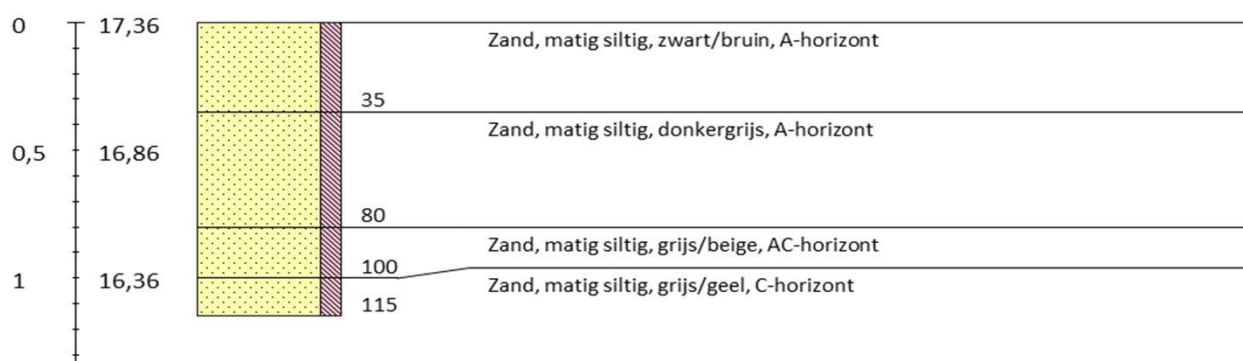 0 17,36
Zand, matig siltig, zwart/bruin, A-horizont
35
Zand, matig siltig, donkergrijs, A-horizont
0,5 16,86
80
Zand, matig siltig, grijs/beige, AC-horizont
100
1 16,36
Zand, matig siltig, grijs/geel, C-horizont
115